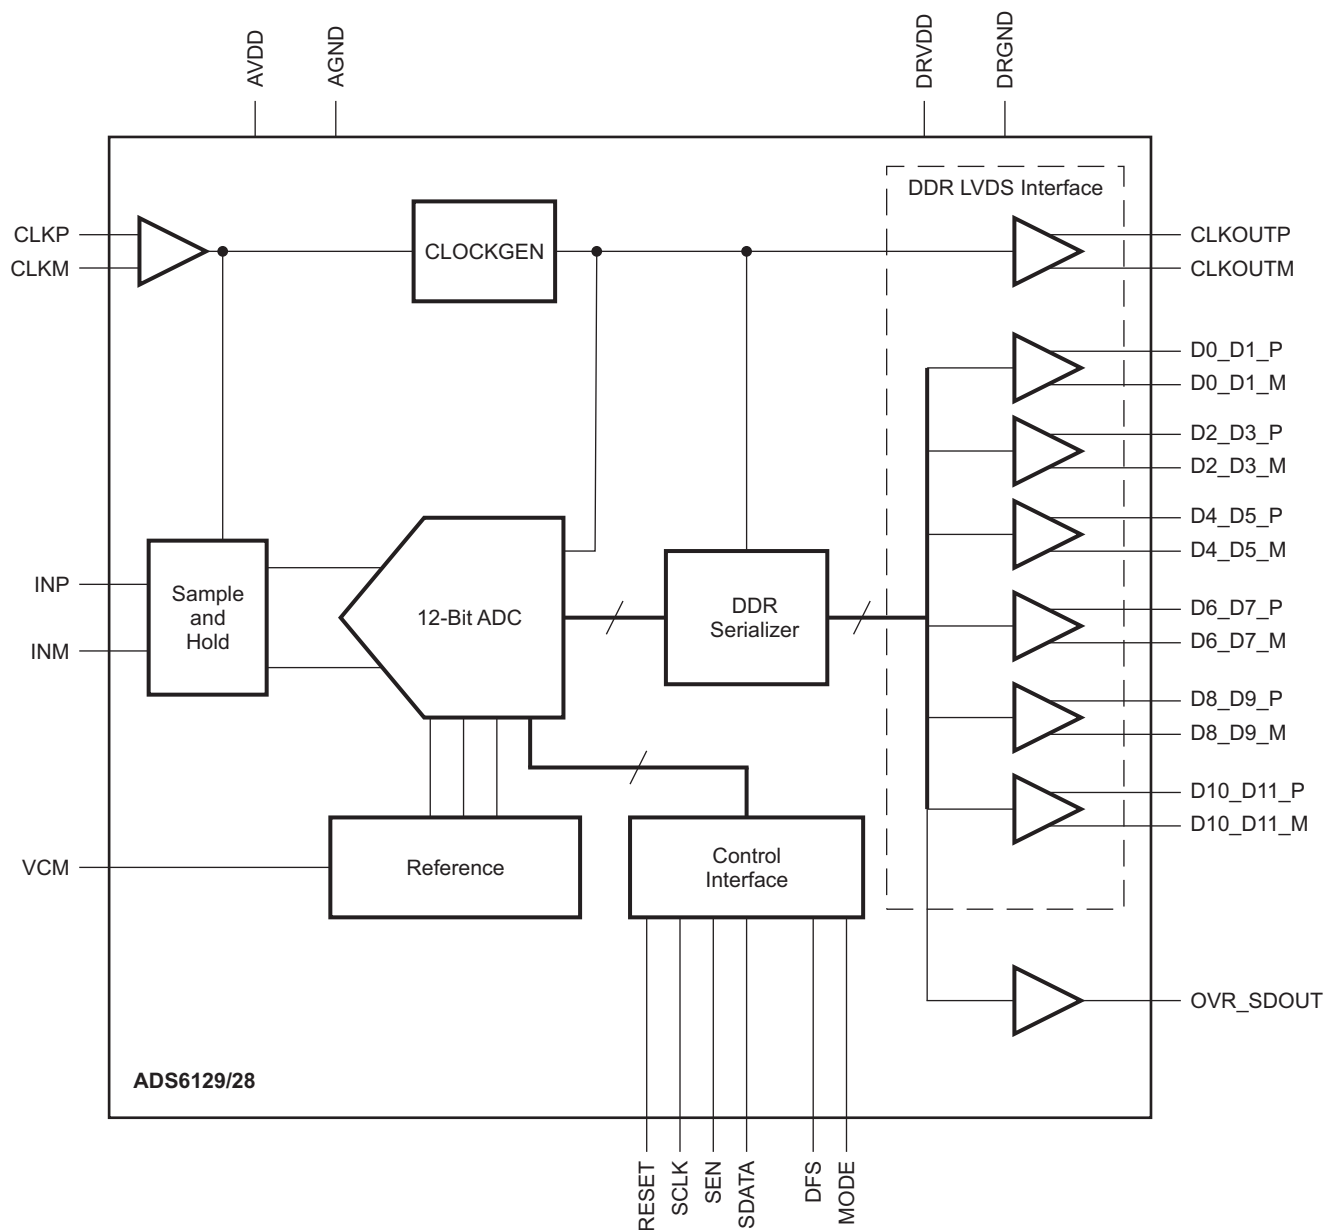 AVDD
AGND
DRVDD
DRGND
DDR LVDS Interface
CLKP
CLKM
CLOCKGEN
CLKOUTP
CLKOUTM
D0_D1_P
D0_D1_M
D2_D3_P
D2_D3_M
D4_D5_P
D4_D5_M
INP
INM
Sample
and
Hold
12-Bit ADC
DDR
Serializer
D6_D7_P
D6_D7_M
D8_D9_P
D8_D9_M
D10_D11_P
D10_D11_M
VCM
Reference
Control
Interface
OVR_SDOUT
ADS6129/28
RESET
SCLK
SEN
SDATA
DFS
MODE